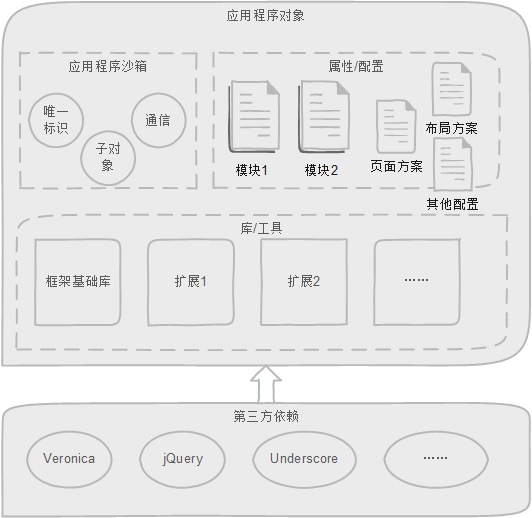 应用程序对象
应用程序沙箱
唯一
标识
子对
象
通信
属性/配置
模块1
模块2
页面方案
布局方案
其他配置
库/工具
框架基础库
扩展1
扩展2
……
第三方依赖
Veronica
jQuery
Underscore
……